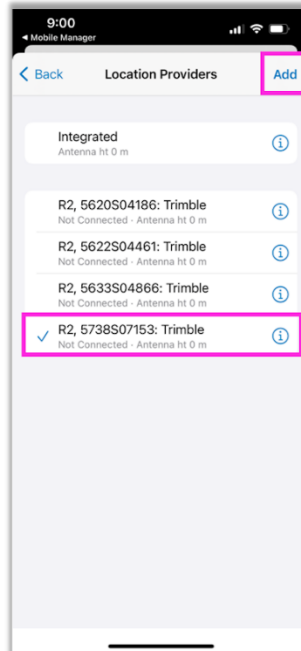 9:00
Mobile Manager
Back
Location Providers
Add
Integrated
Antenna ht 0 m
R2, 5620S04186: Trimble
Not Connected - Antenna ht 0 m
R2, 5622S04461: Trimble
Not Connected - Antenna ht 0 m
R2, 5633S04866: Trimble
Not Connected - Antenna ht 0 m
R2, 5738S07153: Trimble
Not Connected - Antenna ht 0 m